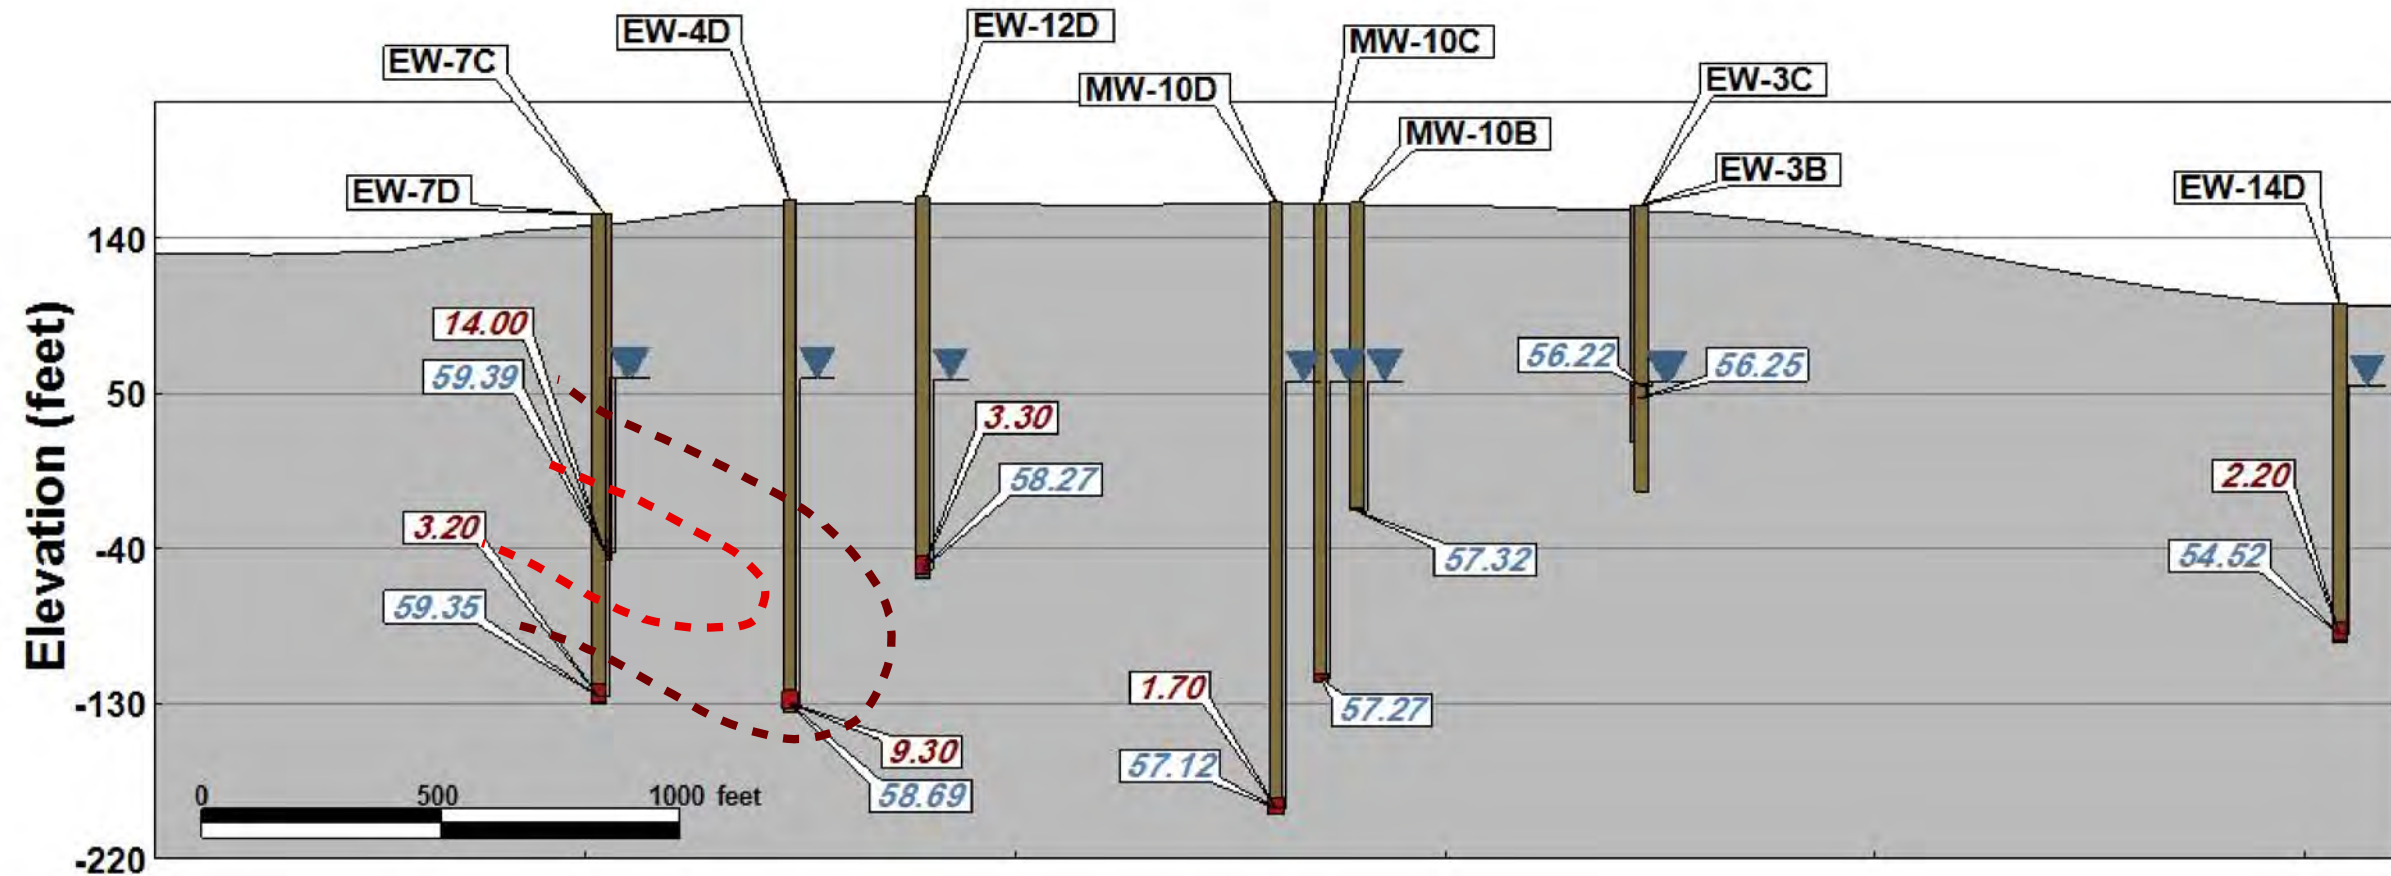 EW-7C
EW-4D
EW-12D
MW-10C
MW-10D
EW-3C
MW-10B
EW-3B
EW-7D
EW-14D
140
50
-40
-130
-220
Elevation (feet)
14.00
59.39
3.20
59.35
3.30
58.27
9.30
58.69
1.70
57.12
57.32
57.27
56.22
56.25
2.20
54.52
0 500 1000 feet